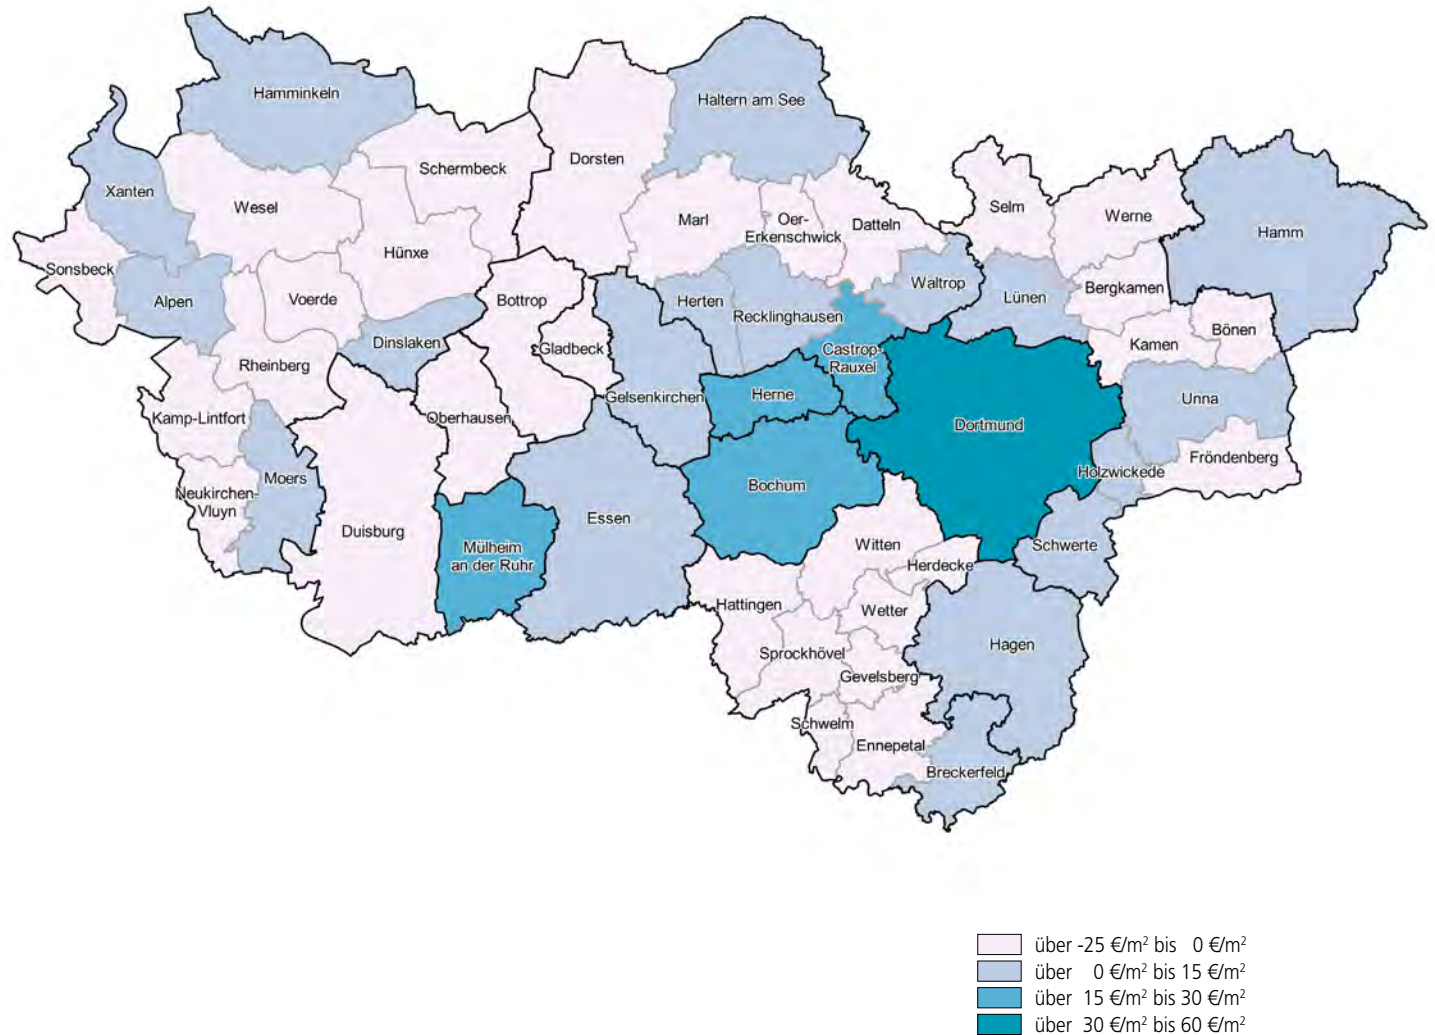 Hamminkeln
Haltern am See
Dorsten
Schermbeck
Xanten
Wesel
Selm
Werne
Marl
Oer-
Erkenschwick
Datteln
Hamm
Hünxe
Sonsbeck
Alpen
Voerde
Bottrop
Herten
Recklinghausen
Waltrop
Lünen
Bergkamen
Bönen
Kamen
Dinslaken
Gladbeck
Castrop-
Rauxel
Rheinberg
Gelsenkirchen
Herne
Unna
Kamp-Lintfort
Oberhausen
Dortmund
Fröndenberg
Holzwickede
Moers
Neukirchen-
Vluyn
Bochum
Essen
Duisburg
Mülheim
an der Ruhr
Witten
Schwerte
Herdecke
Hattingen
Wetter
Hagen
Sprockhövel
Gevelsberg
Schwelm
Ennepetal
Breckerfeld
über -25 €/m² bis 0 €/m²
über 0 €/m² bis 15 €/m²
über 15 €/m² bis 30 €/m²
über 30 €/m² bis 60 €/m²